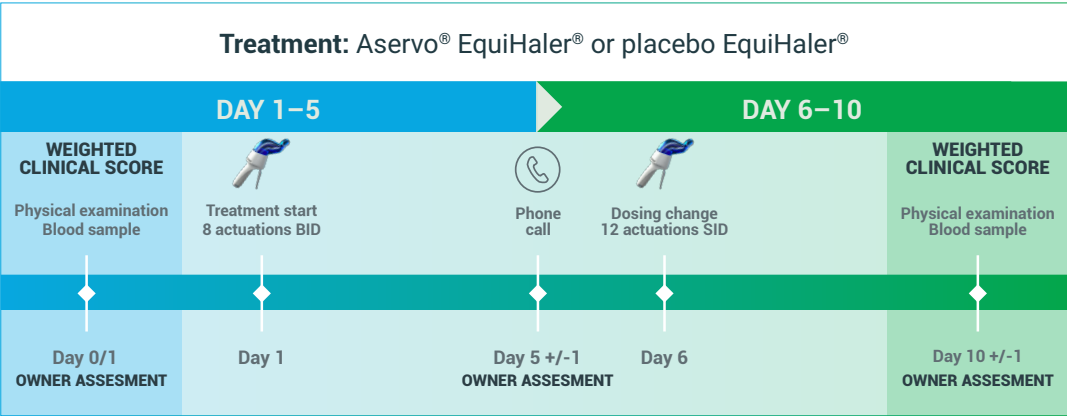 Treatment: Aservo® EquiHaler® or placebo EquiHaler®
DAY 1–5
DAY 6–10
WEIGHTED
CLINICAL SCORE
Physical examination
Blood sample
Treatment start
8 actuations BID
Phone
call
Dosing change
12 actuations SID
WEIGHTED
CLINICAL SCORE
Physical examination
Blood sample
Day 0/1
OWNER ASSESMENT
Day 1
Day 5 +/-1
OWNER ASSESMENT
Day 6
Day 10 +/-1
OWNER ASSESMENT